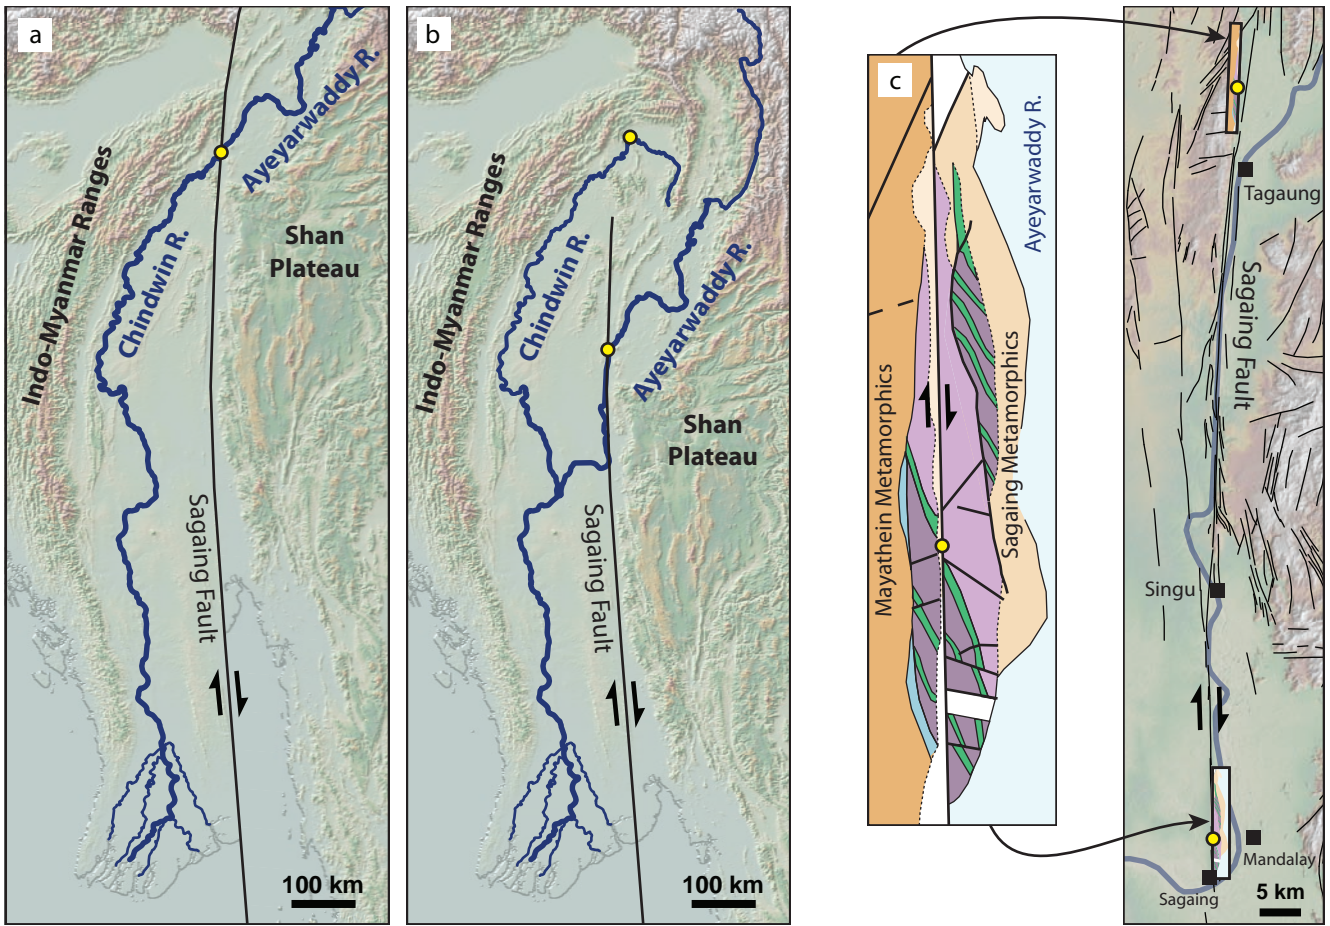 a
Ayeyarwaddy R.
Indo-Myanmar Ranges
Chindwin R.
Shan
Plateau
Sagaing Fault
100 km
b
Indo-Myanmar Ranges
Chindwin R.
Ayeyarwaddy R.
Shan
Plateau
Sagaing Fault
100 km
c
Ayeyarwaddy R.
Mayathein Metamorphics
Sagaing Metamorphics
Tagaung
Sagaing Fault
Singu
Mandalay
Sagaing
5 km